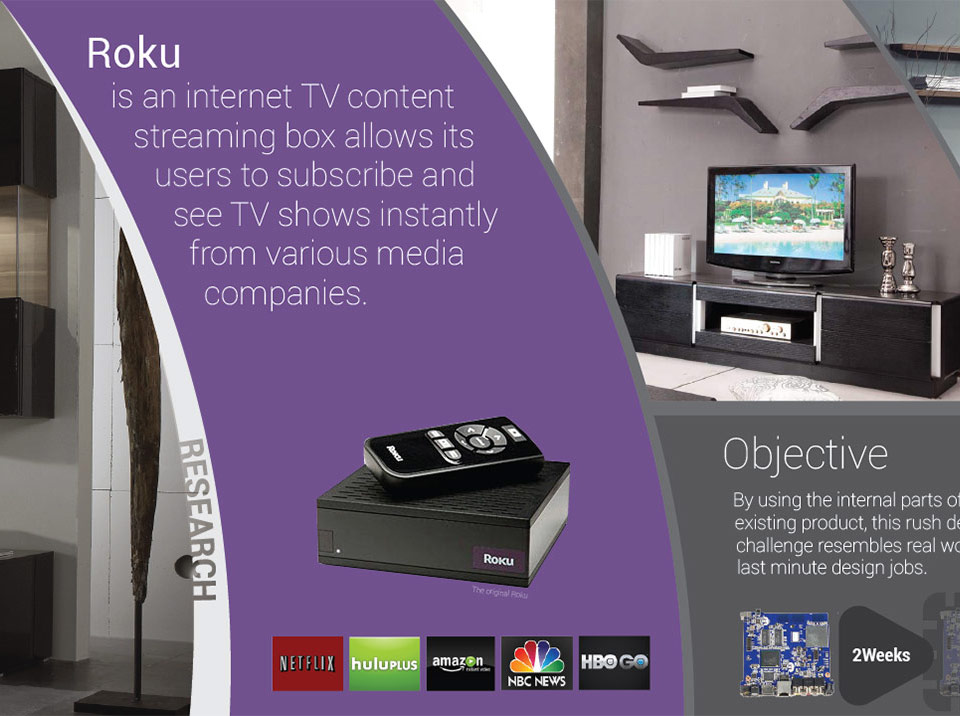 Roku
is an internet TV content
streaming box allows its
users to subscribe and
see TV shows instantly
from various media
companies.
RESEARCH
ROKU
ROKU
The original Roku
NETFLIX
huluPLUS
amazon
instant video
NBC NEWS
HBO GO
Objective
By using the internal parts of
existing product, this rush de
challenge resembles real wo
last minute design jobs.
2Weeks